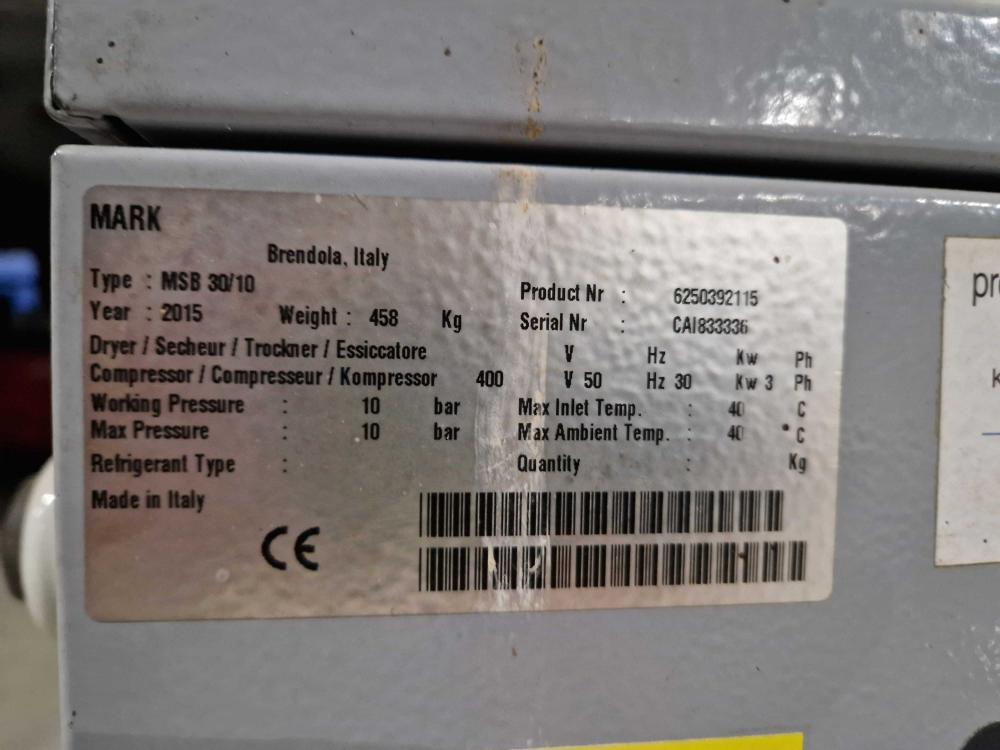 MARK
Brendola, Italy
Type : MSB 30/10
Product Nr : 6250392115
Year : 2015 Weight : 458 Kg
Serial Nr : CAI833336
Dryer / Secheur / Trockner / Essiccatore V Hz Kw Ph
Compressor / Compresseur / Kompressor 400 V 50 Hz 30 Kw 3 Ph
Working Pressure : 10 bar Max Inlet Temp. : 40 C
Max Pressure : 10 bar Max Ambient Temp. : 40 °C
Refrigerant Type : Quantity : Kg
Made in Italy
CE